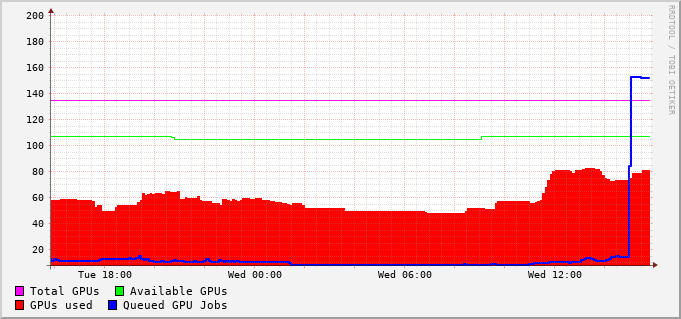 200
180
160
140
120
100
80
60
40
20
Tue 18:00 Wed 00:00 Wed 06:00 Wed 12:00
Total GPUs Available GPUs
GPUs used Queued GPU Jobs
RRDTOOL / TOBI OETIKER